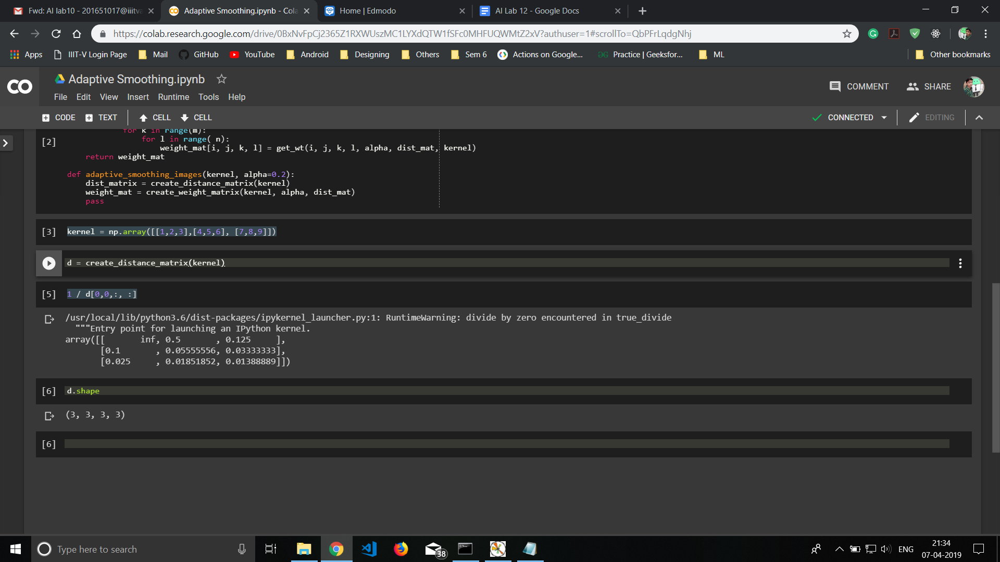 Fwd: AI lab10 - 201651017@iiitva
Adaptive Smoothing.ipynb - Cola
Home | Edmodo
AI Lab 12 - Google Docs
https://colab.research.google.com/drive/0BxNvFpCj2365Z1RXWUszMC1LYXdQTW1fSFc0MHFUQWMtZ2xV?authuser=1#scrollTo=QbPFrLqdgNhj
Apps
IIIT-V Login Page
Mail
GitHub
YouTube
Android
Designing
Others
Sem 6
Actions on Google...
Practice | Geeksfor...
ML
Other bookmarks
CO
Adaptive Smoothing.ipynb
COMMENT
SHARE
File Edit View Insert Runtime Tools Help
CODE TEXT CELL CELL
CONNECTED
EDITING
for k in range(m):
[2]
for l in range( n):
weight_mat[i, j, k, l] = get_wt(i, j, k, l, alpha, dist_mat, kernel)
return weight_mat
def adaptive_smoothing_images(kernel, alpha=0.2):
dist_matrix = create_distance_matrix(kernel)
weight_mat = create_weight_matrix(kernel, alpha, dist_mat)
pass
[3] kernel = np.array([[1,2,3],[4,5,6], [7,8,9]])
d = create_distance_matrix(kernel)
[5] 1 / d[0,0,:, :]
/usr/local/lib/python3.6/dist-packages/ipykernel_launcher.py:1: RuntimeWarning: divide by zero encountered in true_divide
"""Entry point for launching an IPython kernel.
array([[ inf, 0.5 , 0.125 ],
[0.1 , 0.05555556, 0.03333333],
[0.025 , 0.01851852, 0.01388889]])
[6] d.shape
(3, 3, 3, 3)
[6]
Type here to search
38
ENG
21:34
07-04-2019